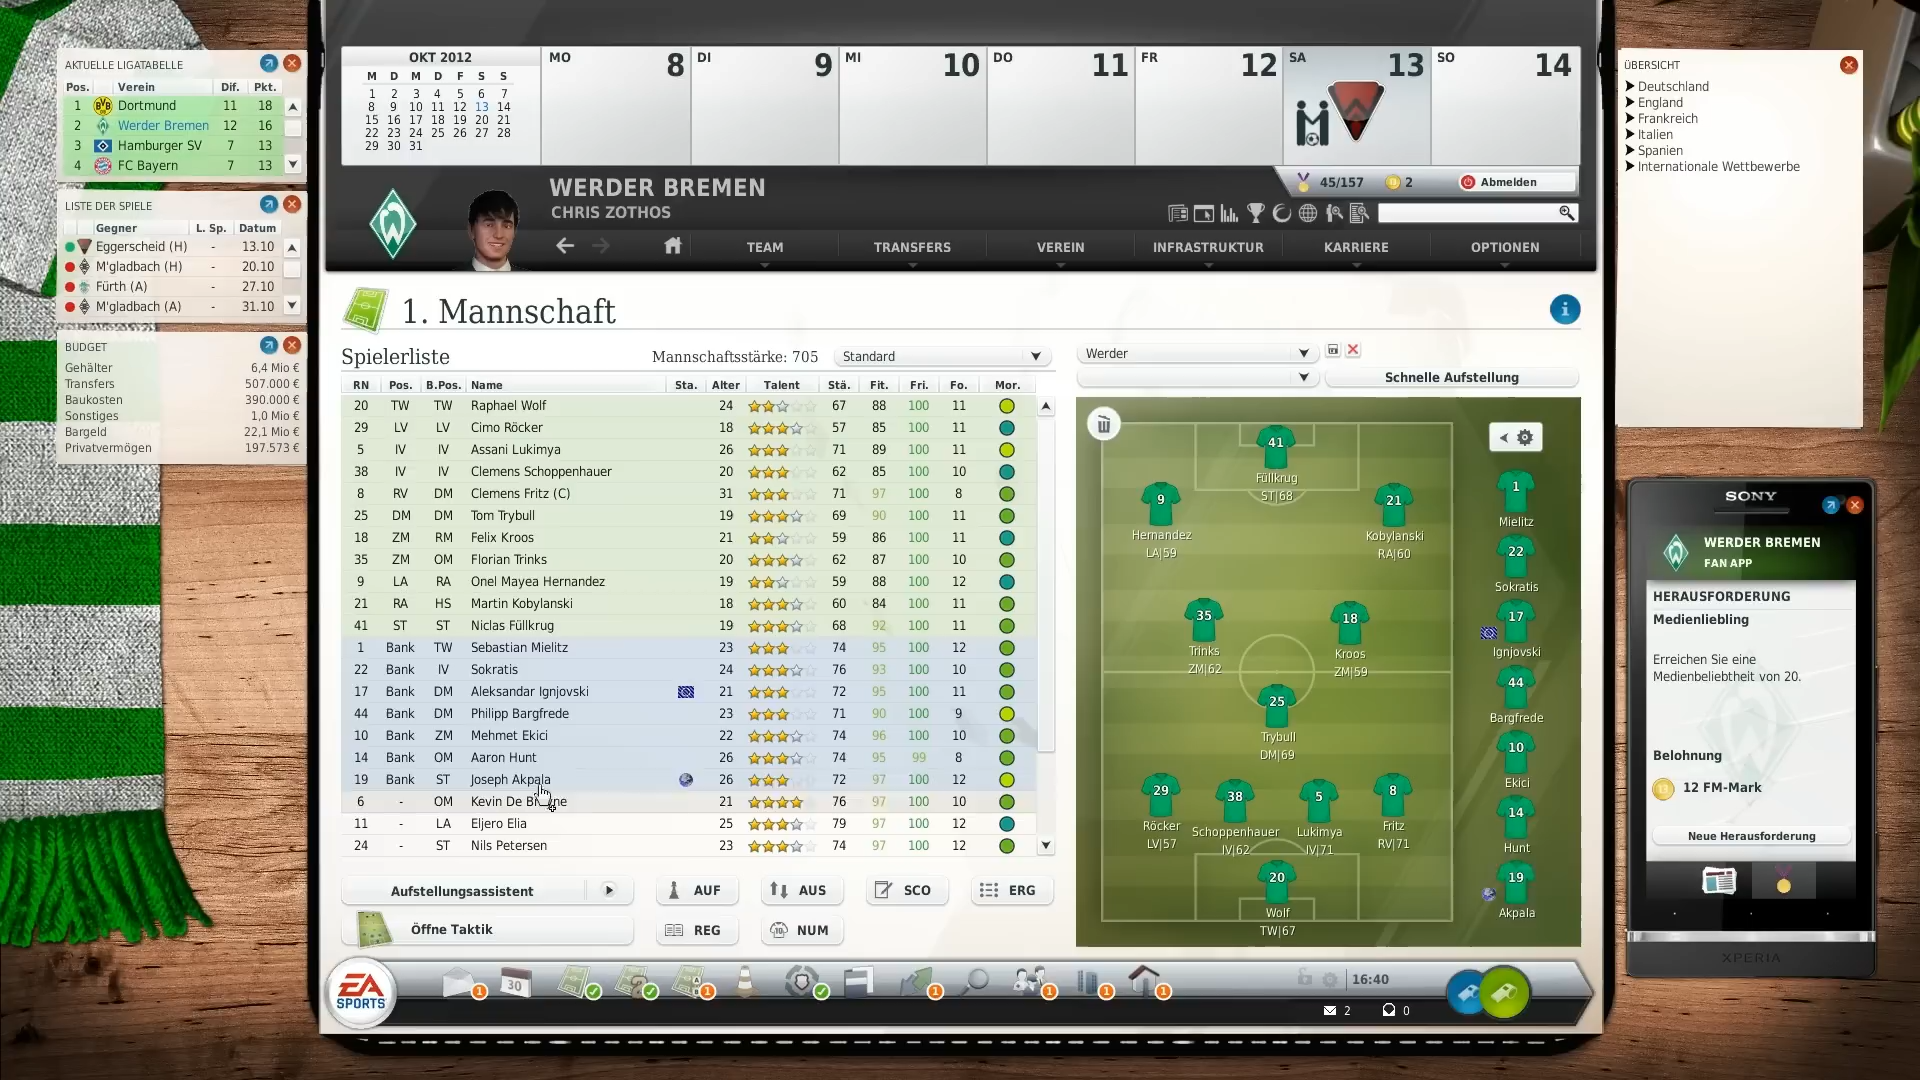 AKTUELLE LIGATABELLE
Pos. Verein Dif. Pkt.
1 Dortmund 11 18
2 Werder Bremen 12 16
3 Hamburger SV 7 13
4 FC Bayern 7 13
LISTE DER SPIELE
Gegner L. Sp. Datum
Eggerscheid (H) - 13.10
M'gladbach (H) - 20.10
Fürth (A) - 27.10
M'gladbach (A) - 31.10
BUDGET
Gehälter 6,4 Mio €
Transfers 507.000 €
Baukosten 390.000 €
Sonstiges 1,0 Mio €
Bargeld 22,1 Mio €
Privatvermögen 197.573 €
OKT 2012
M D M D F S S
1 2 3 4 5 6 7
8 9 10 11 12 13 14
15 16 17 18 19 20 21
22 23 24 25 26 27 28
29 30 31
MO 8 DI 9 MI 10 DO 11 FR 12 SA 13 SO 14
WERDER BREMEN
CHRIS ZOTHOS
45/157 2 Abmelden
TEAM TRANSFERS VEREIN INFRASTRUKTUR KARRIERE OPTIONEN
1. Mannschaft
Spielerliste Mannschaftsstärke: 705 Standard
RN Pos. B.Pos. Name Sta. Alter Talent Stä. Fit. Fri. Fo. Mor.
20 TW TW Raphael Wolf 24 67 88 100 11
29 LV LV Cimo Röcker 18 57 85 100 11
5 IV IV Assani Lukimya 26 71 89 100 11
38 IV IV Clemens Schoppenhauer 20 62 85 100 10
8 RV DM Clemens Fritz (C) 31 71 97 100 8
25 DM DM Tom Trybull 19 69 90 100 11
18 ZM RM Felix Kroos 21 59 86 100 11
35 ZM OM Florian Trinks 20 62 87 100 10
9 LA RA Onel Mayea Hernandez 19 59 88 100 12
21 RA HS Martin Kobylanski 18 60 84 100 11
41 ST ST Niclas Füllkrug 19 68 92 100 11
1 Bank TW Sebastian Mielitz 23 74 95 100 12
22 Bank IV Sokratis 24 76 93 100 10
17 Bank DM Aleksandar Ignjovski 21 72 95 100 11
44 Bank DM Philipp Bargfrede 23 71 90 100 9
10 Bank ZM Mehmet Ekici 22 74 96 100 10
14 Bank OM Aaron Hunt 26 74 95 99 8
19 Bank ST Joseph Akpala 26 72 97 100 12
6 - OM Kevin De 21 76 97 100 10
11 - LA Eljero Elia 25 79 97 100 12
24 - ST Nils Petersen 23 74 97 100 12
Aufstellungsassistent AUF AUS SCO ERG
Öffne Taktik REG NUM
Werder
Schnelle Aufstellung
41
Füllkrug
ST|68
9
Hernandez
LA|59
21
Kobylanski
RA|60
35
Trinks
ZM|62
18
Kroos
ZM|59
25
Trybull
DM|69
29
Röcker
LV|57
38
Schoppenhauer
IV|62
5
Lukimya
IV|71
8
Fritz
RV|71
20
Wolf
TW|67
1
Mielitz
22
Sokratis
17
Ignjovski
44
Bargfrede
10
Ekici
14
Hunt
19
Akpala
EA
SPORTS
1 30 1 1 1 1 1
16:40
2 0
ÜBERSICHT
Deutschland
England
Frankreich
Italien
Spanien
Internationale Wettbewerbe
SONY
WERDER BREMEN
FAN APP
HERAUSFORDERUNG
Medienliebling
Erreichen Sie eine
Medienbeliebtheit von 20.
Belohnung
12 FM-Mark
Neue Herausforderung
XPERIA